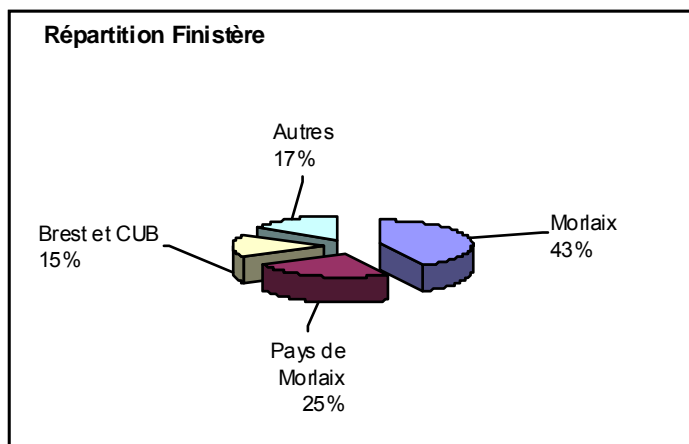 Répartition Finistère
Autres
17%
Morlaix
43%
Brest et CUB
15%
Pays de
Morlaix
25%